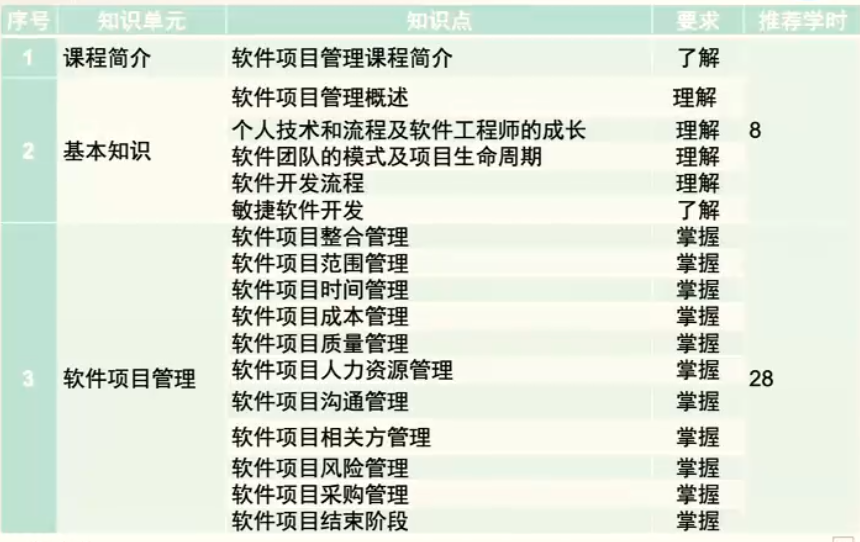 序号 知识单元 知识点 要求 推荐学时
1 课程简介 软件项目管理课程简介 了解
软件项目管理概述 理解
个人技术和流程及软件工程师的成长 理解 8
2 基本知识 软件团队的模式及项目生命周期 理解
软件开发流程 理解
敏捷软件开发 了解
软件项目整合管理 掌握
软件项目范围管理 掌握
软件项目时间管理 掌握
软件项目成本管理 掌握
软件项目质量管理 掌握
3 软件项目管理 软件项目人力资源管理 掌握 28
软件项目沟通管理 掌握
软件项目相关方管理 掌握
软件项目风险管理 掌握
软件项目采购管理 掌握
软件项目结束阶段 掌握